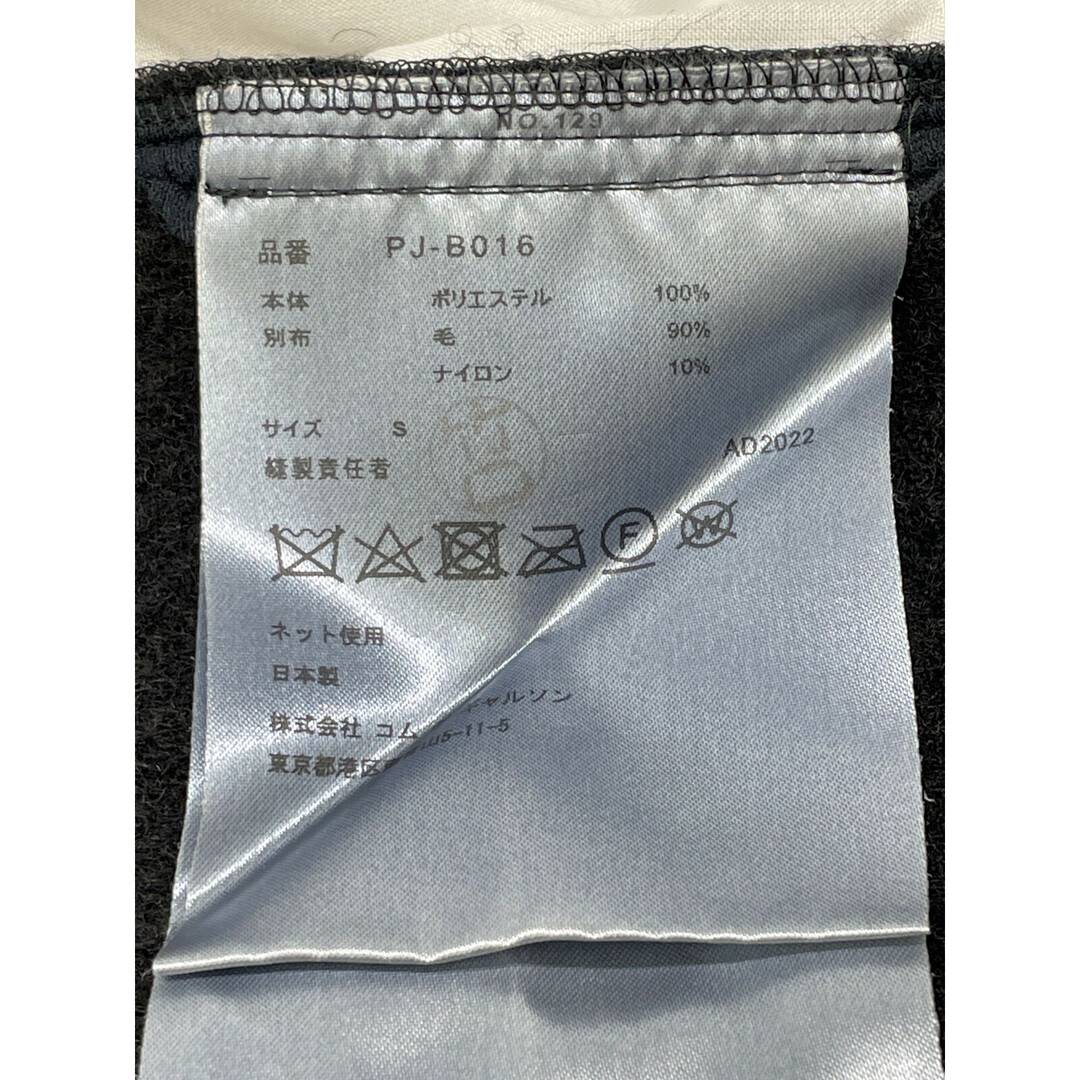 NO.129
品番 PJ-B016
本体 ポリエステル 100%
別布 毛 90%
ナイロン 10%
サイズ S
AD2022
縫製責任者
F W
ネット使用
日本製
株式会社 コム ギャルソン
東京都港区 5-11-5